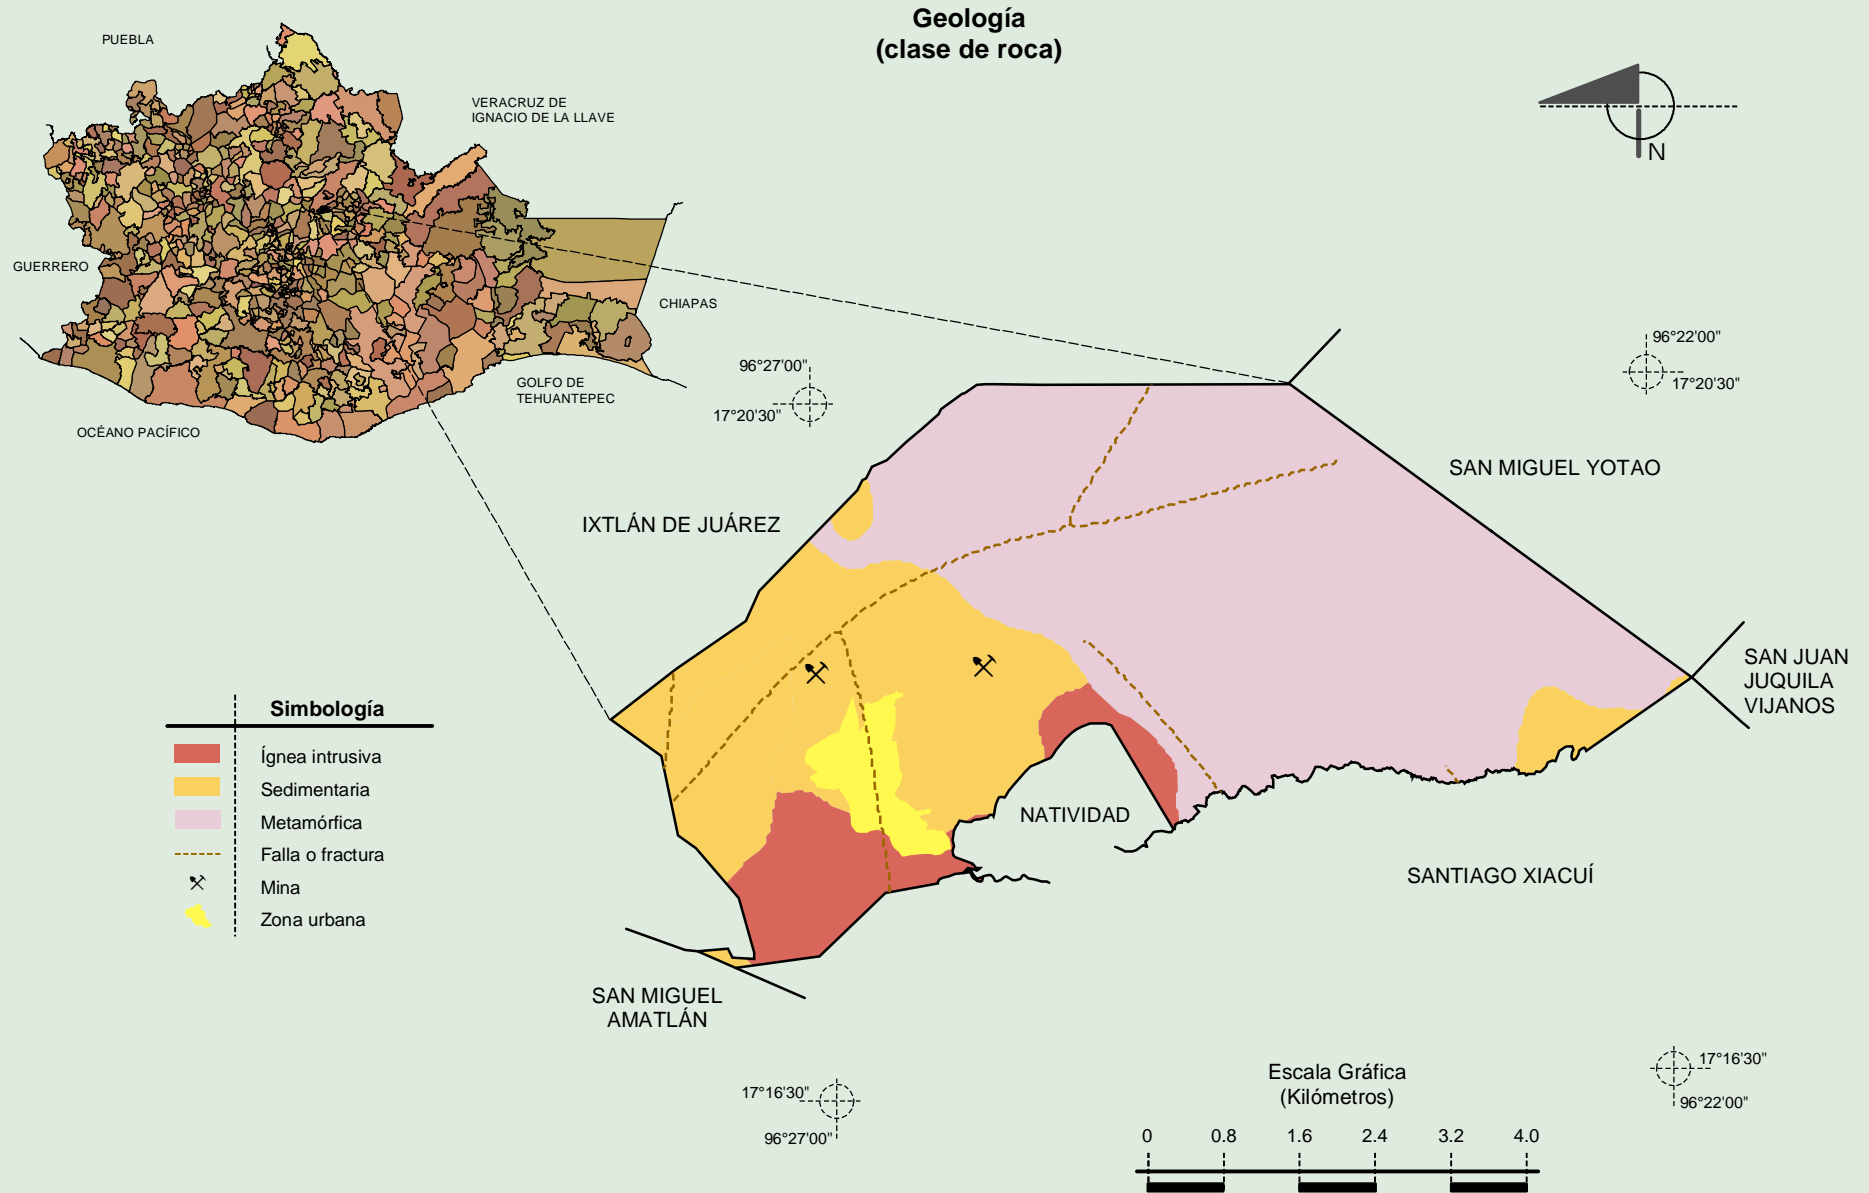 Geología
(clase de roca)
PUEBLA
VERACRUZ DE
IGNACIO DE LA LLAVE
N
GUERRERO
CHIAPAS
GOLFO DE
TEHUANTEPEC
OCÉANO PACÍFICO
96°27'00"
17°20'30"
96°22'00"
17°20'30"
SAN MIGUEL YOTAO
IXTLÁN DE JUÁREZ
SAN JUAN
JUQUILA
VIJANOS
NATIVIDAD
SANTIAGO XIACUÍ
SAN MIGUEL
AMATLÁN
Simbología
Ígnea intrusiva
Sedimentaria
Metamórfica
Falla o fractura
Mina
Zona urbana
17°16'30"
96°27'00"
17°16'30"
96°22'00"
Escala Gráfica
(Kilómetros)
0 0.8 1.6 2.4 3.2 4.0